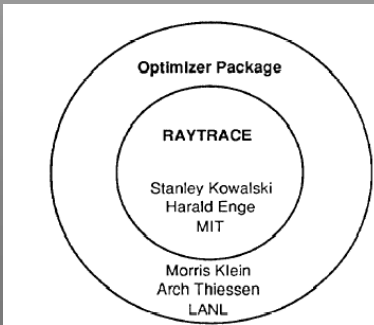 Optimizer Package
RAYTRACE
Stanley Kowalski
Harald Enge
MIT
Morris Klein
Arch Thiessen
LANL